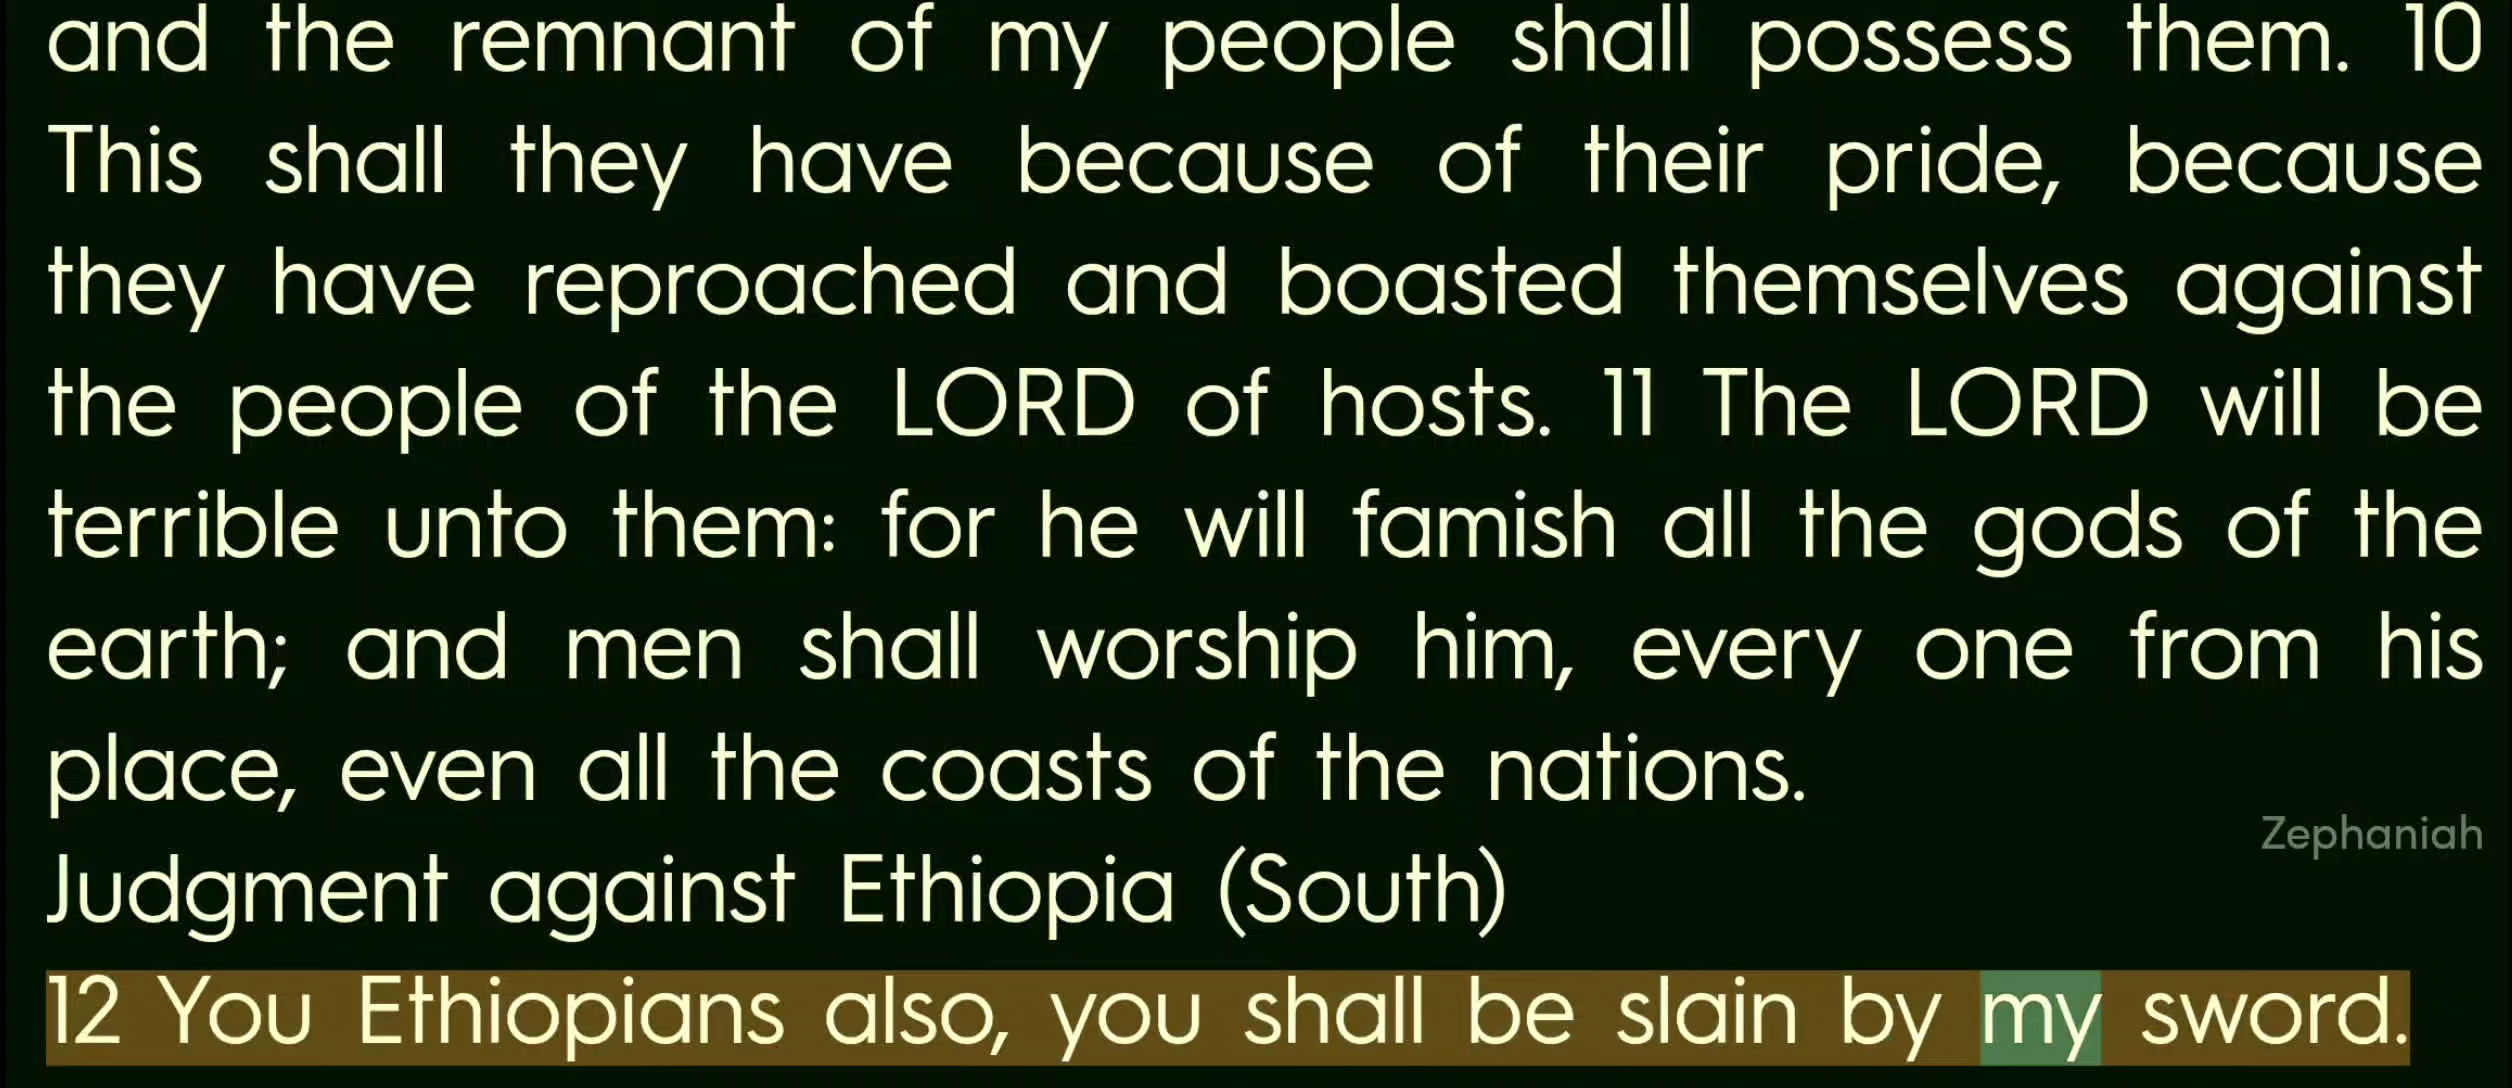 and the remnant of my people shall possess them. 10
This shall they have because of their pride, because
they have reproached and boasted themselves against
the people of the LORD of hosts. 11 The LORD will be
terrible unto them: for he will famish all the gods of the
earth; and men shall worship him, every one from his
place, even all the coasts of the nations.
Zephaniah
Judgment against Ethiopia (South)
12 You Ethiopians also, you shall be slain by my sword.